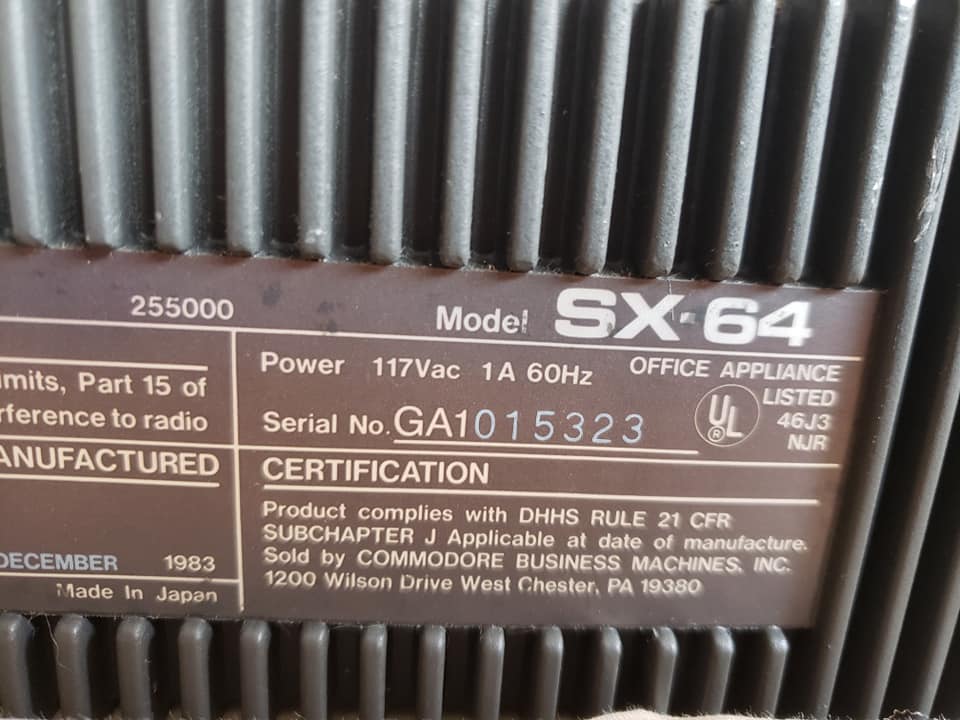 255000
Model SX-64
imits, Part 15 of
rference to radio
ANUFACTURED
DECEMBER 1983
Made In Japan
Power 117Vac 1A 60Hz
OFFICE APPLIANCE
Serial No. GA1015323
UL
®
LISTED
46J3
NJR
CERTIFICATION
Product complies with DHHS RULE 21 CFR
SUBCHAPTER J Applicable at date of manufacture.
Sold by COMMODORE BUSINESS MACHINES, INC.
1200 Wilson Drive West Chester, PA 19380